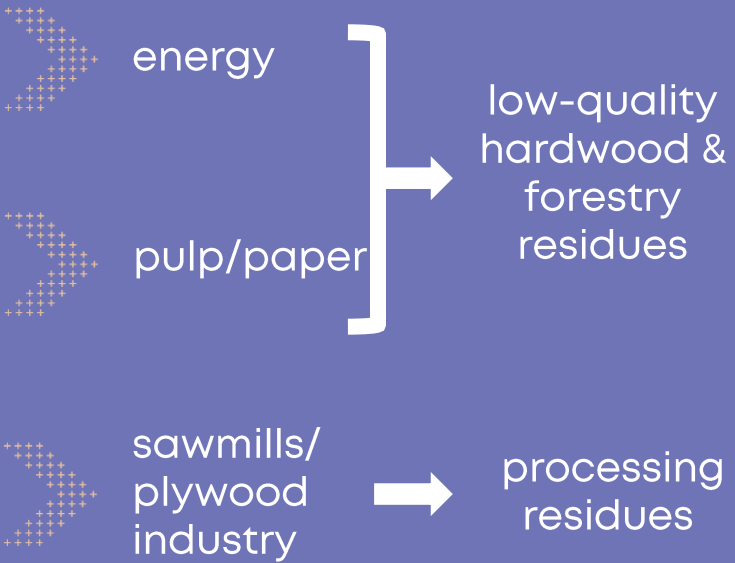 energy
pulp/paper
low-quality
hardwood &
forestry
residues
sawmills/
plywood
industry
processing
residues